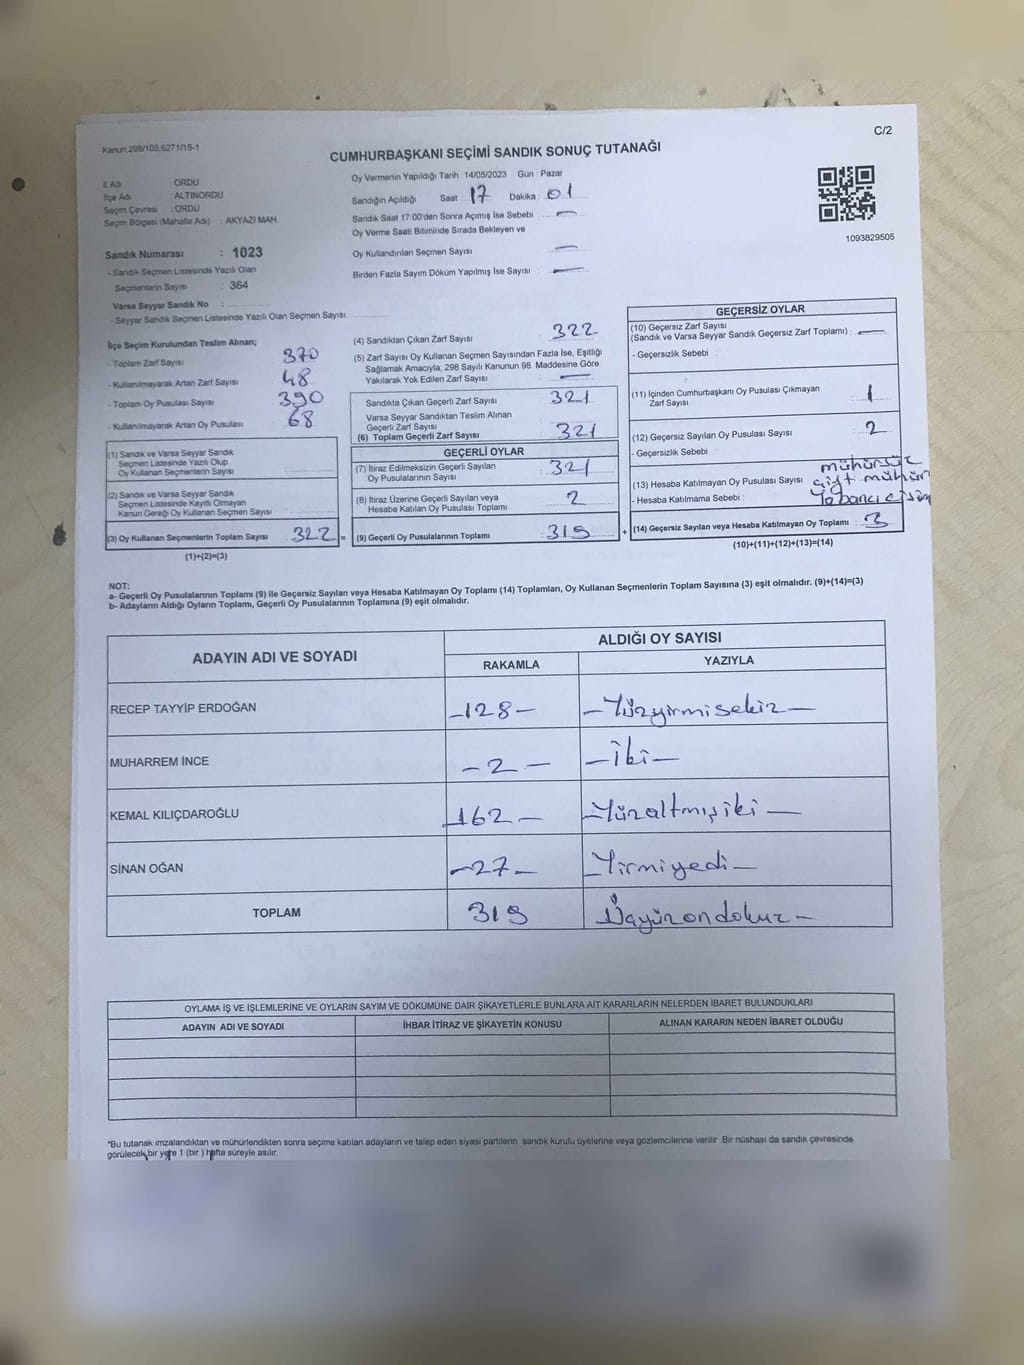 C/2
Kanun 298/105 6271/18-1
CUMHURBAŞKANI SEÇİMİ SANDIK SONUÇ TUTANAĞI
İl Adı : ORDU
İlçe Adı : ALTINORDU
Seçim Çevresi : ORDU
Seçim Bölgesi (Mahalle Adı) : AKYAZI MAH.
Sandık Numarası : 1023
- Sandık Seçmen Listesinde Yazılı Olan
Seçmenlerin Sayısı : 364
Varsa Seyyar Sandık No :
- Seyyar Sandık Seçmen Listesinde Yazılı Olan Seçmen Sayısı:
Oy Vermenin Yapıldığı Tarih :14/05/2023 Gün : Pazar
Sandığın Açıldığı Saat : 17 Dakika : 01
Sandık Saat 17.00'den Sonra Açımış İse Sebebi : —
Oy Verme Saati Bitiminde Sırada Bekleyen ve
Oy Kullandırılan Seçmen Sayısı —
Birden Fazla Sayım Döküm Yapılmış İse Sayısı : —
1093829505
İlçe Seçim Kurulundan Teslim Alınan;
- Toplam Zarf Sayısı : 370
- Kullanılmayarak Artan Zarf Sayısı : 48
- Toplam Oy Pusulası Sayısı : 390
- Kullanılmayarak Artan Oy Pusulası : 68
(1) Sandık ve Varsa Seyyar Sandık
Seçmen Listesinde Yazılı Olup
Oy Kullanan Seçmenlerin Sayısı :
(2) Sandık ve Varsa Seyyar Sandık
Seçmen Listesinde Kayıtlı Olmayan
Kanun Gereği Oy Kullanan Seçmen Sayısı :
(3) Oy Kullanan Seçmenlerin Toplam Sayısı : 322 =
(1)+(2)=(3)
(4) Sandıktan Çıkan Zarf Sayısı : 322
(5) Zarf Sayısı Oy Kullanan Seçmen Sayısından Fazla İse, Eşitliği
Sağlamak Amacıyla, 298 Sayılı Kanunun 98. Maddesine Göre
Yakılarak Yok Edilen Zarf Sayısı : —
Sandıkta Çıkan Geçerli Zarf Sayısı : 321
Varsa Seyyar Sandıktan Teslim Alınan
Geçerli Zarf Sayısı :
(6) Toplam Geçerli Zarf Sayısı : 321
GEÇERLİ OYLAR
(7) İtiraz Edilmeksizin Geçerli Sayılan
Oy Pusulalarının Sayısı : 321
(8) İtiraz Üzerine Geçerli Sayılan veya
Hesaba Katılan Oy Pusulası Toplamı : 2
(9) Geçerli Oy Pusulalarının Toplamı : 319 +
GEÇERSİZ OYLAR
(10) Geçersiz Zarf Sayısı
(Sandık ve Varsa Seyyar Sandık Geçersiz Zarf Toplamı) : —
- Geçersizlik Sebebi :
(11) İçinden Cumhurbaşkanı Oy Pusulası Çıkmayan
Zarf Sayısı : 1
(12) Geçersiz Sayılan Oy Pusulası Sayısı : 2
- Geçersizlik Sebebi :
mühürsüz
(13) Hesaba Katılmayan Oy Pusulası Sayısı : çift mühür
- Hesaba Katılmama Sebebi : Yabancı cisim
(14) Geçersiz Sayılan veya Hesaba Katılmayan Oy Toplamı : 3
(10)+(11)+(12)+(13)=(14)
NOT:
a- Geçerli Oy Pusulalarının Toplamı (9) ile Geçersiz Sayılan veya Hesaba Katılmayan Oy Toplamı (14) Toplamları, Oy Kullanan Seçmenlerin Toplam Sayısına (3) eşit olmalıdır. (9)+(14)=(3)
b- Adayların Aldığı Oyların Toplamı, Geçerli Oy Pusulalarının Toplamına (9) eşit olmalıdır.
ADAYIN ADI VE SOYADI
ALDIĞI OY SAYISI
RAKAMLA YAZIYLA
RECEP TAYYİP ERDOĞAN -128- -Yüzyirmisekiz-
MUHARREM İNCE -2- -İki-
KEMAL KILIÇDAROĞLU -162- -Yüzaltmışiki-
SİNAN OĞAN -27- -Yirmiyedi-
TOPLAM 319 Üçyüzondokuz-
OYLAMA İŞ VE İŞLEMLERİNE VE OYLARIN SAYIM VE DÖKÜMÜNE DAİR ŞİKAYETLERLE BUNLARA AİT KARARLARIN NELERDEN İBARET BULUNDUKLARI
ADAYIN ADI VE SOYADI İHBAR İTİRAZ VE ŞİKAYETİN KONUSU ALINAN KARARIN NEDEN İBARET OLDUĞU
*Bu tutanak imzalandıktan ve mühürlendikten sonra seçime katılan adayların ve talep eden siyasi partilerin sandık kurulu üyelerine veya gözlemcilerine verilir. Bir nüshası da sandık çevresinde
görülecek bir yere 1 (bir ) hafta süreyle asılır.